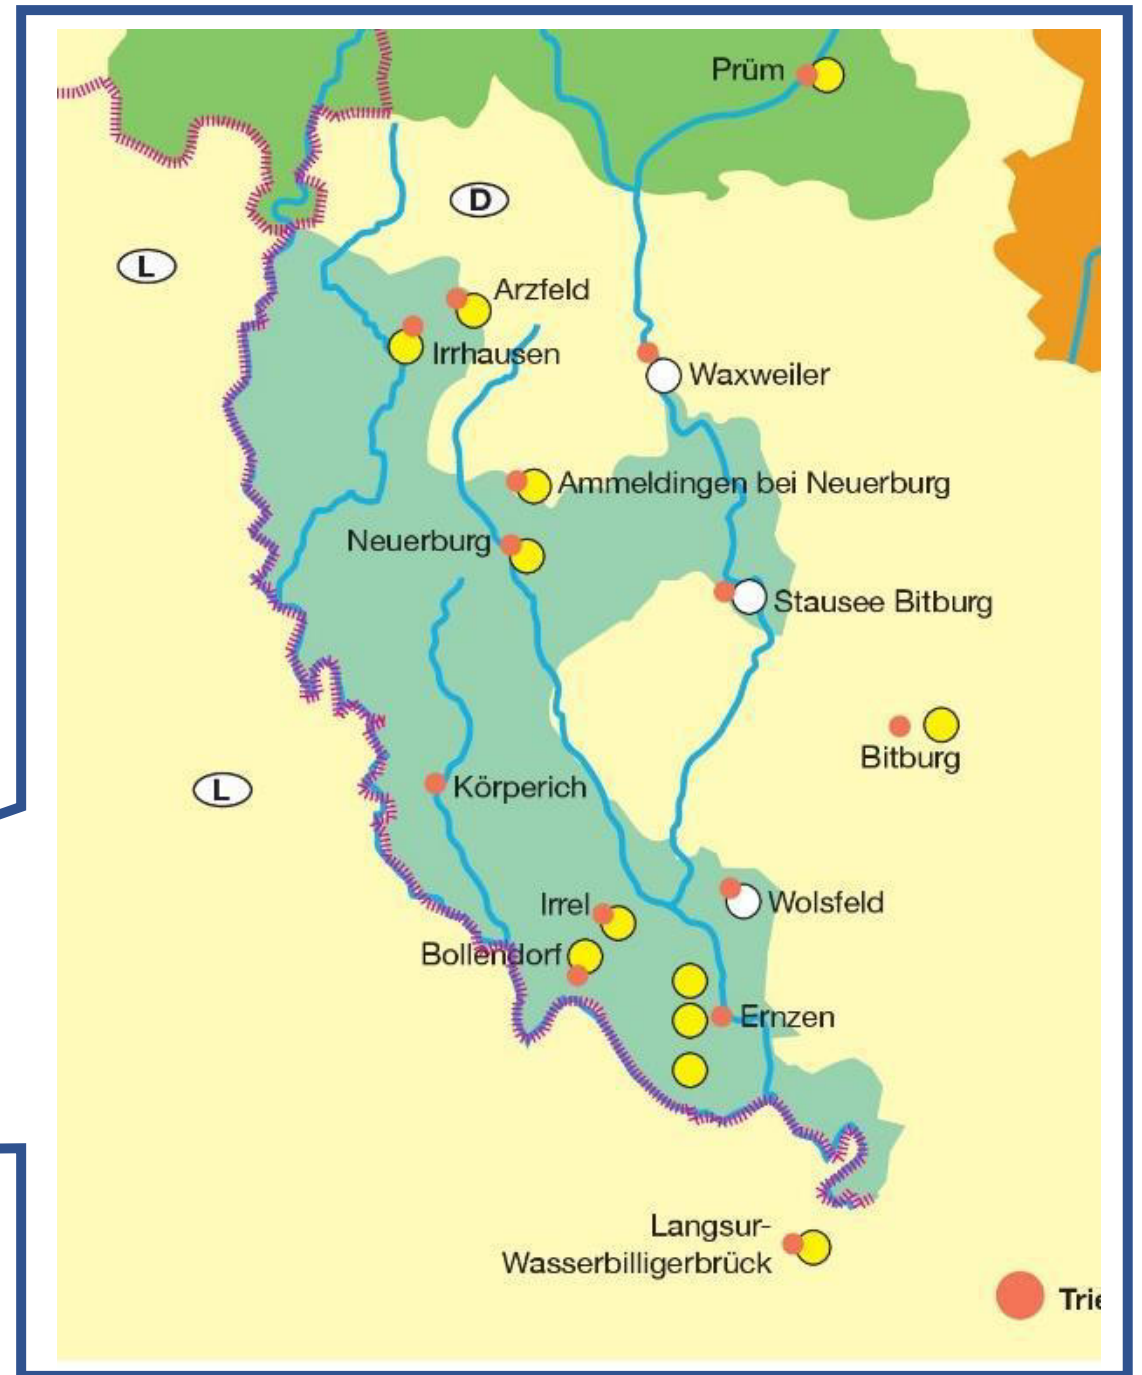 Prüm
D
L
Arzfeld
Irrhausen
Waxweiler
Ammeldingen bei Neuerburg
Neuerburg
Stausee Bitburg
Bitburg
L
Körperich
Irrel
Wolsfeld
Bollendorf
Ernzen
Langsur-
Wasserbilligerbrück